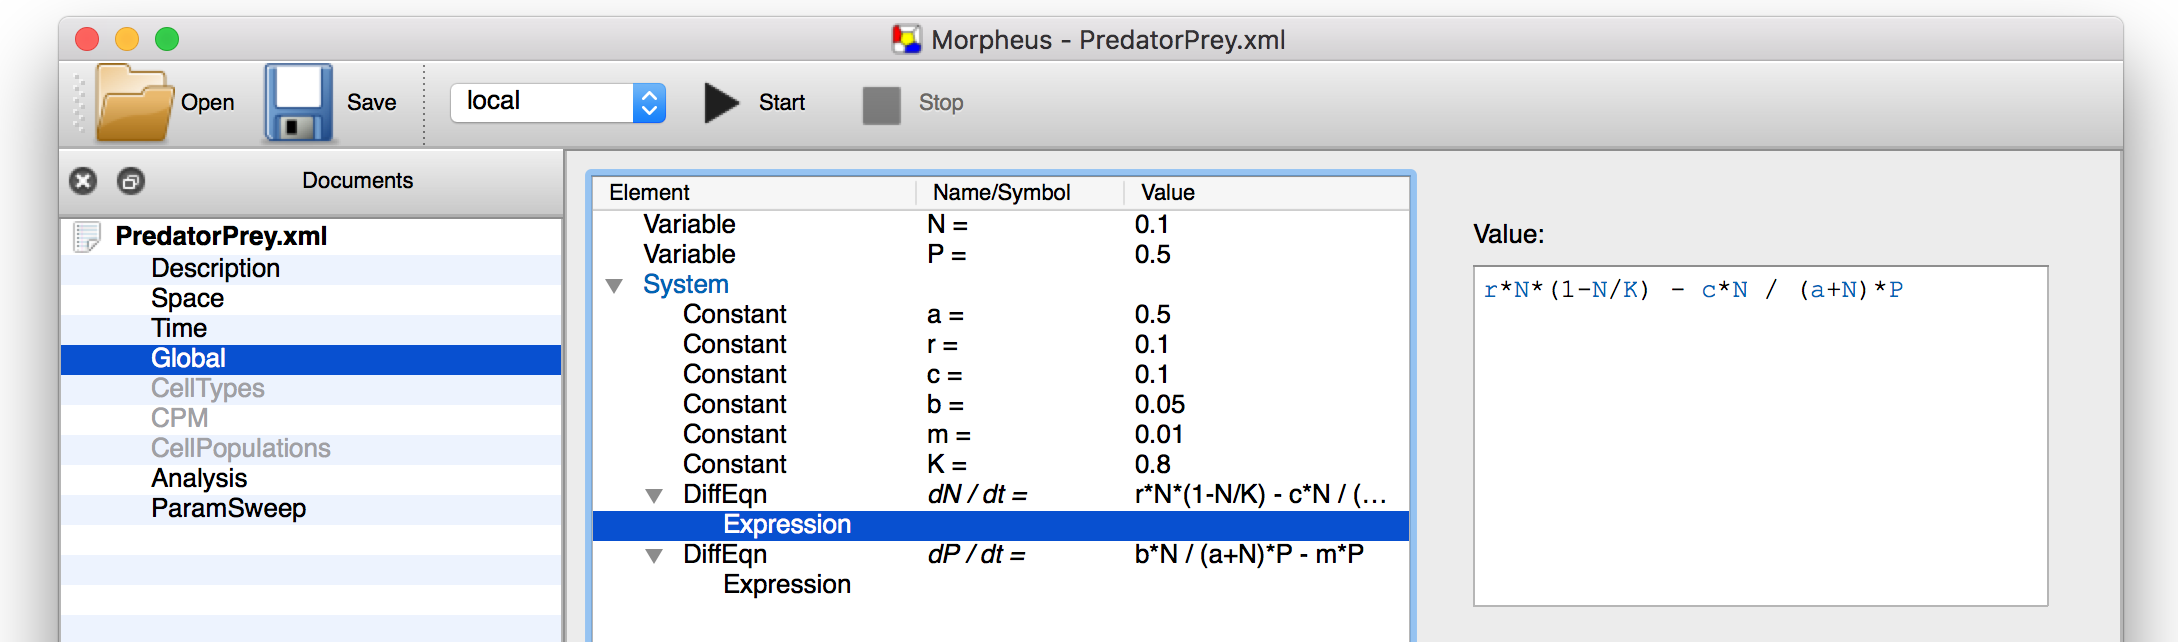 Morpheus - PredatorPrey.xml
Open Save local Start Stop
Documents
PredatorPrey.xml
Description
Space
Time
Global
CellTypes
CPM
CellPopulations
Analysis
ParamSweep
Element Name/Symbol Value
Variable N = 0.1
Variable P = 0.5
System
Constant a = 0.5
Constant r = 0.1
Constant c = 0.1
Constant b = 0.05
Constant m = 0.01
Constant K = 0.8
DiffEqn dN / dt = r*N*(1-N/K) - c*N / (...
Expression
DiffEqn dP / dt = b*N / (a+N)*P - m*P
Expression
Value:
r*N*(1-N/K) - c*N / (a+N)*P